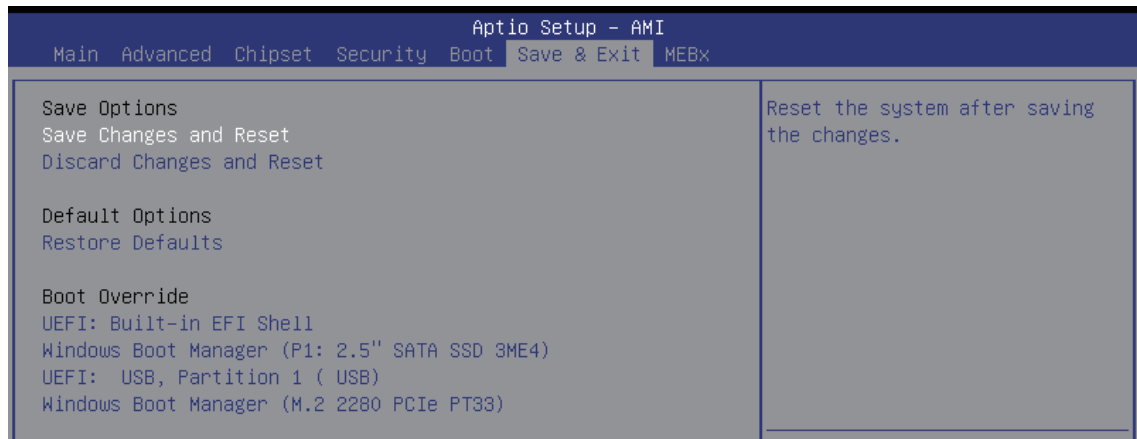 Aptio Setup – AMI
Main Advanced Chipset Security Boot Save & Exit MEBx
Save Options
Save Changes and Reset
Discard Changes and Reset
Default Options
Restore Defaults
Boot Override
UEFI: Built-in EFI Shell
Windows Boot Manager (P1: 2.5" SATA SSD 3ME4)
UEFI:  USB, Partition 1 ( USB)
Windows Boot Manager (M.2 2280 PCIe PT33)
Reset the system after saving
the changes.